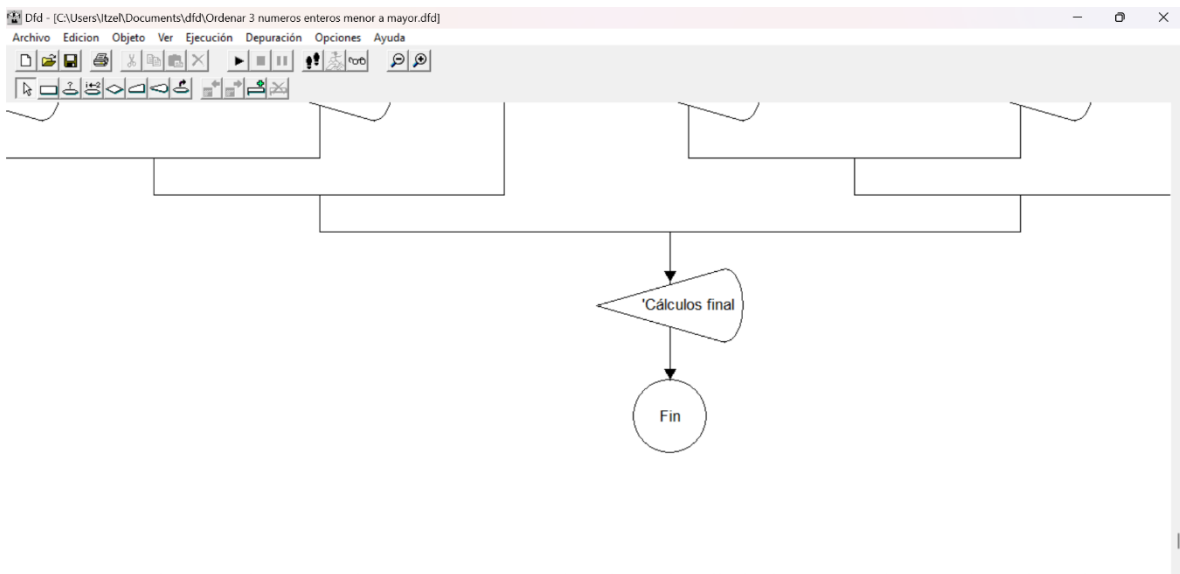 Dfd - [C:\Users\Itzel\Documents\dfd\Ordenar 3 numeros enteros menor a mayor.dfd]
Archivo Edicion Objeto Ver Ejecución Depuración Opciones Ayuda
'Cálculos final
Fin